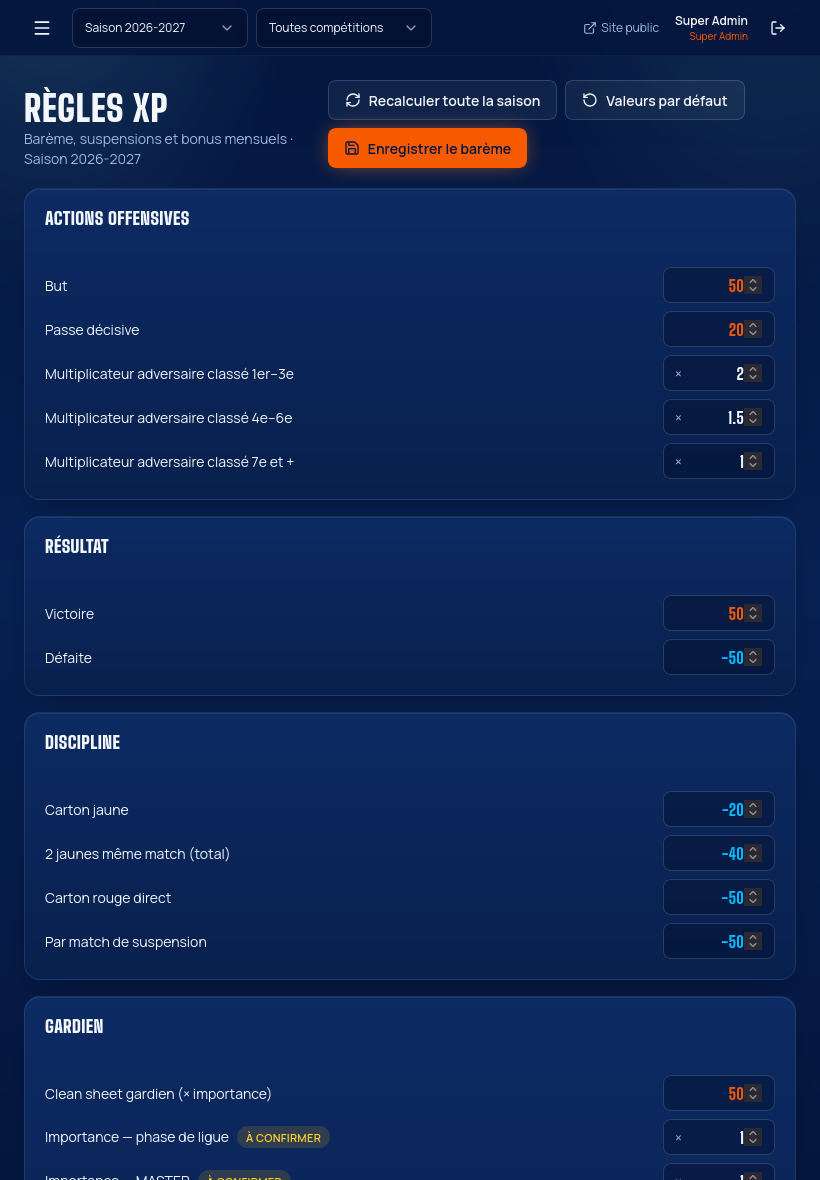 Saison 2026-2027
Toutes compétitions
Site public
Super Admin
Super Admin
RÈGLES XP
Barème, suspensions et bonus mensuels ·
Saison 2026-2027
Recalculer toute la saison
Valeurs par défaut
Enregistrer le barème
ACTIONS OFFENSIVES
But 50
Passe décisive 20
Multiplicateur adversaire classé 1er–3e × 2
Multiplicateur adversaire classé 4e–6e × 1.5
Multiplicateur adversaire classé 7e et + × 1
RÉSULTAT
Victoire 50
Défaite -50
DISCIPLINE
Carton jaune -20
2 jaunes même match (total) -40
Carton rouge direct -50
Par match de suspension -50
GARDIEN
Clean sheet gardien (× importance) 50
Importance — phase de ligue À CONFIRMER × 1
Importance — MASTER À CONFIRMER × 1